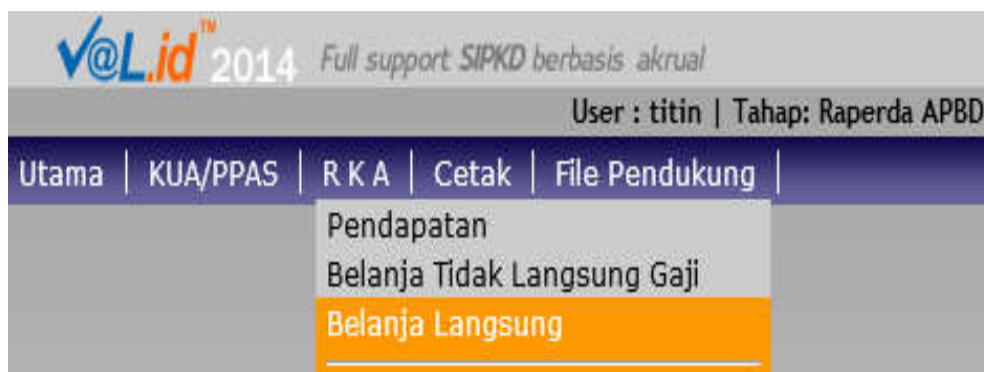 V@L.id™ 2014 Full support SIPKD berbasis akrual
User : titin | Tahap: Raperda APBD
Utama | KUA/PPAS | R K A | Cetak | File Pendukung |
Pendapatan
Belanja Tidak Langsung Gaji
Belanja Langsung